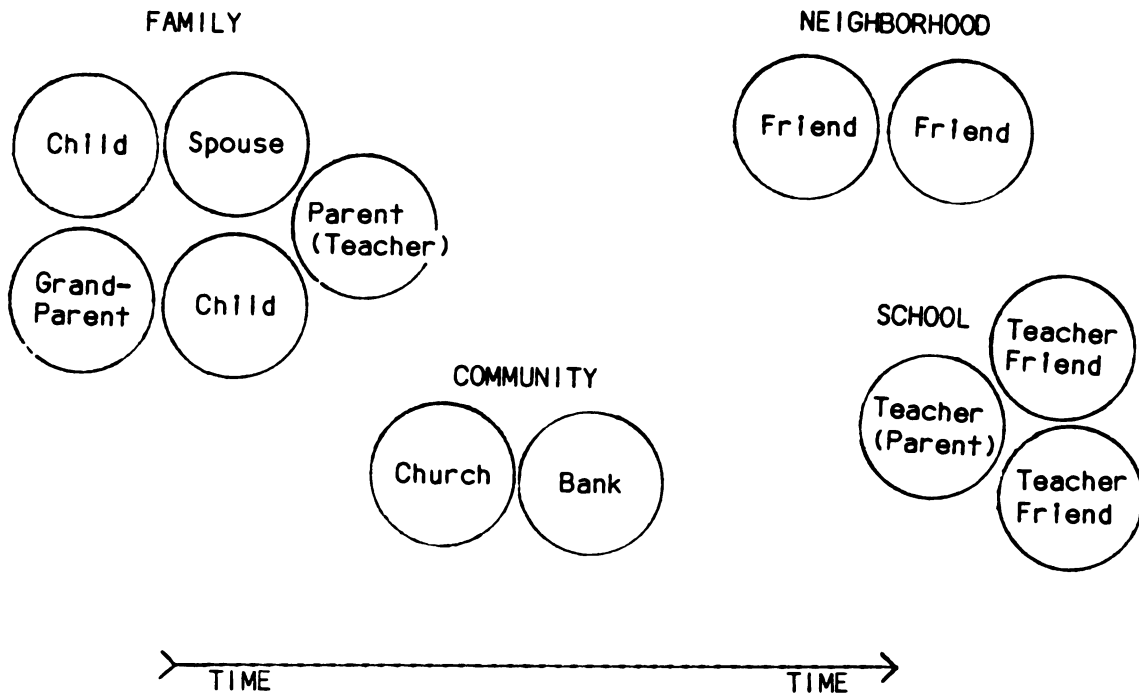 FAMILY
NEIGHBORHOOD
Child
Spouse
Friend
Friend
Parent
(Teacher)
Grand-
Parent
Child
SCHOOL
Teacher
Friend
COMMUNITY
Teacher
(Parent)
Church
Bank
Teacher
Friend
TIME
TIME